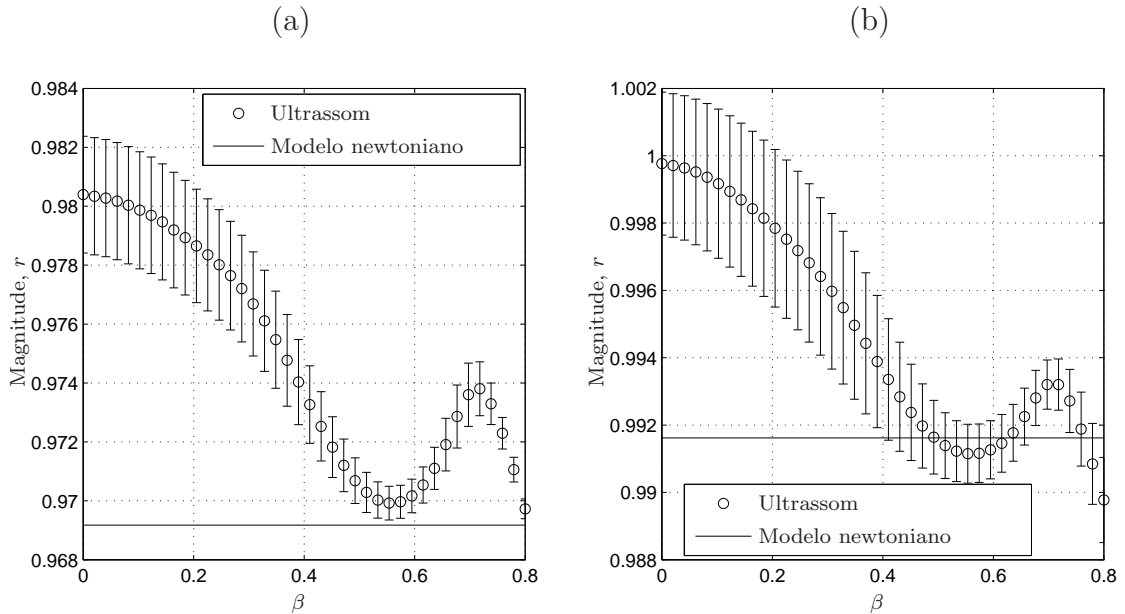 (a)
0.984
0.982
0.98
0.978
0.976
0.974
0.972
0.97
0.968
Magnitude, r
Ultrassom
Modelo newtoniano
0
0.2
0.4
0.6
0.8
β
(b)
1.002
1
0.998
0.996
0.994
0.992
0.99
0.988
Magnitude, r
Ultrassom
Modelo newtoniano
0
0.2
0.4
0.6
0.8
β